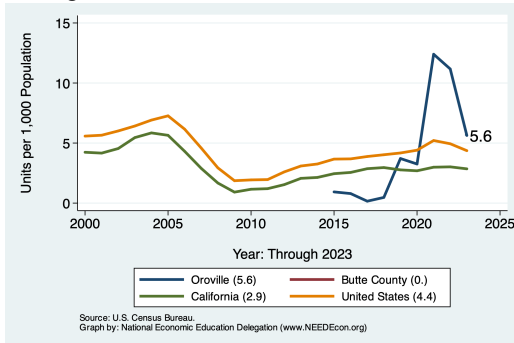 15
10
5
0
Units per 1,000 Population
5.6
2000 2005 2010 2015 2020 2025
Year: Through 2023
Oroville (5.6) Butte County (0.)
California (2.9) United States (4.4)
Source: U.S. Census Bureau.
Graph by: National Economic Education Delegation (www.NEEDEcon.org)